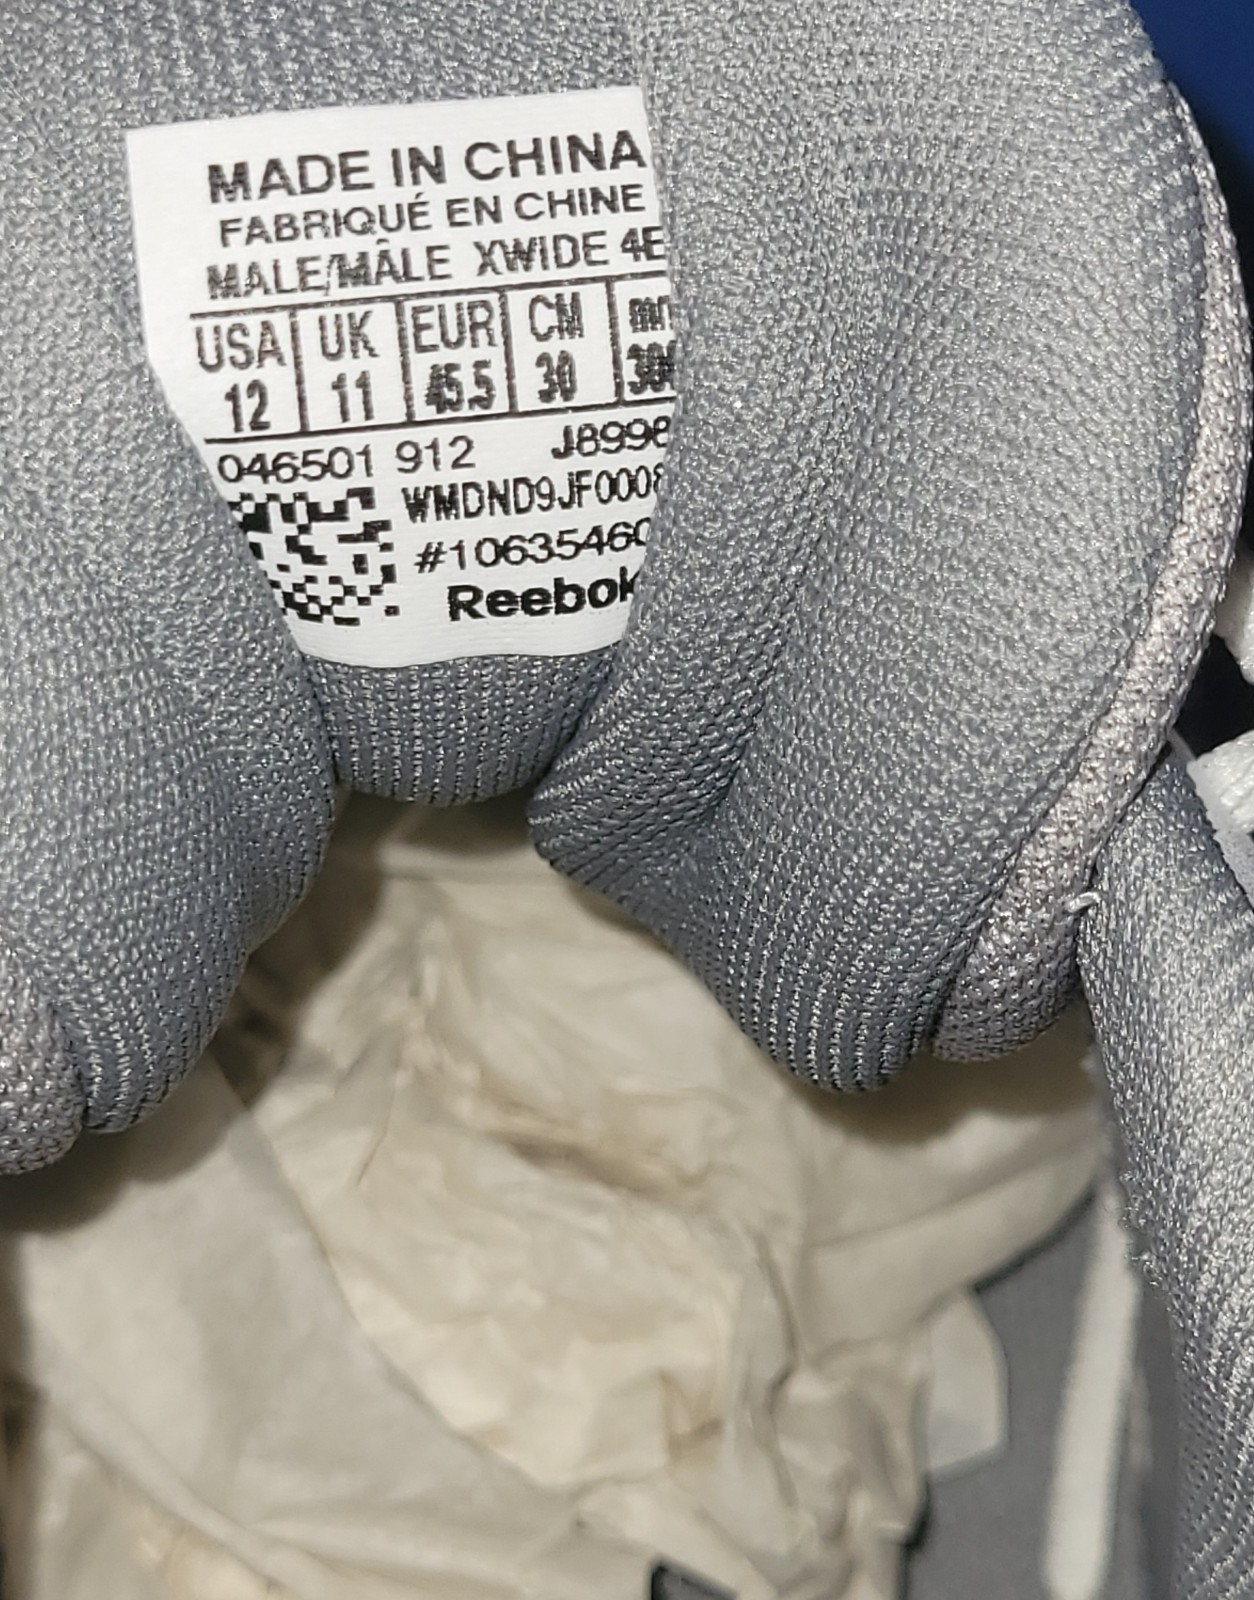 MADE IN CHINA
FABRIQUÉ EN CHINE
MALE/MÂLE XWIDE 4E
USA UK EUR CM
12 11 45.5 30
046501 912 J8998
WMDND9JF0008
#10635460
Reebok